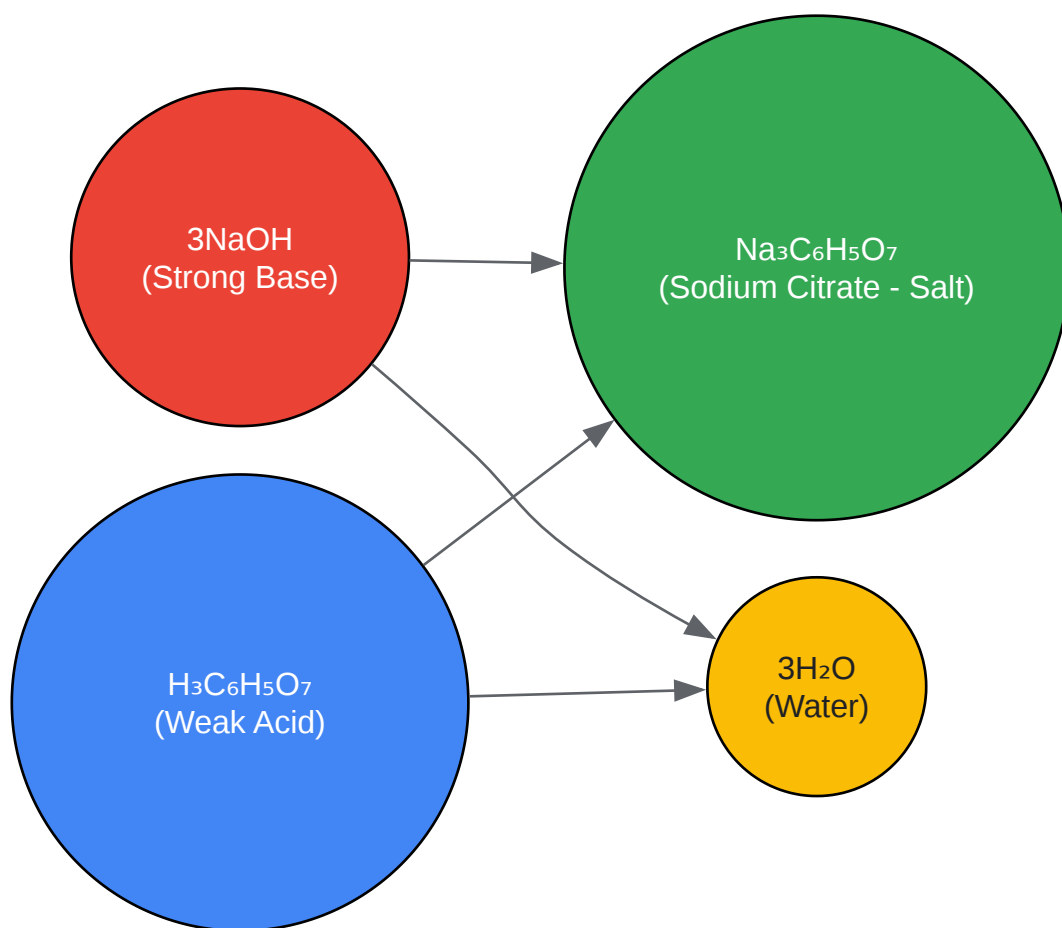 3NaOH
(Strong Base)
Na₃C₆H₅O₇
(Sodium Citrate - Salt)
H₃C₆H₅O₇
(Weak Acid)
3H₂O
(Water)